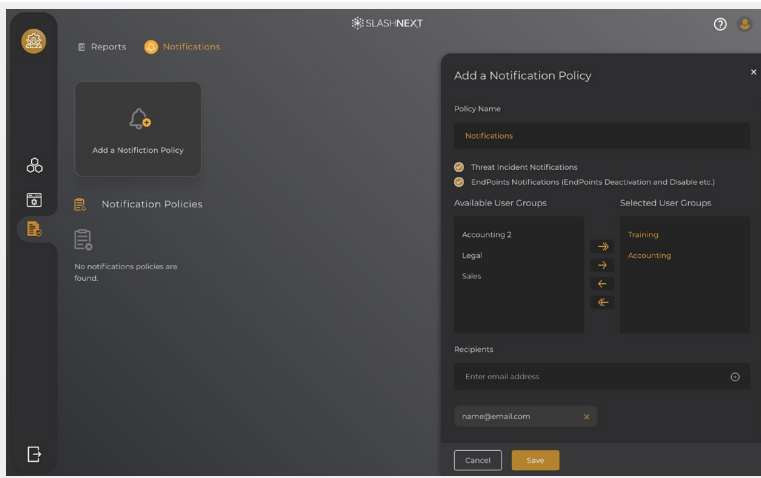 SLASHNEXT
Reports
Notifications
Add a Notifiction Policy
Notification Policies
No notifications policies are
found.
Add a Notification Policy
Policy Name
Notifications
Threat Incident Notifications
EndPoints Notifications (EndPoints Deactivation and Disable etc.)
Available User Groups Selected User Groups
Accounting 2 Training
Legal Accounting
Sales
Recipients
Enter email address
name@email.com
Cancel Save